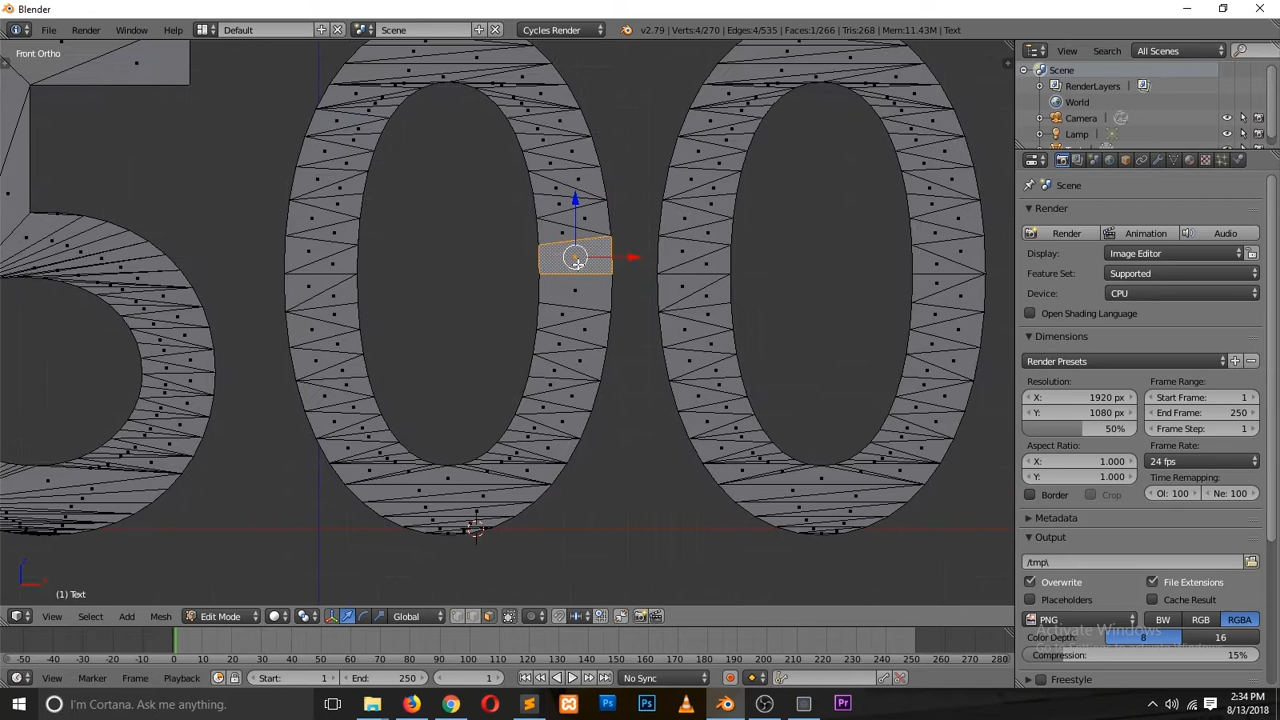 Blender
File
Render
Window
Help
Default
Scene
Cycles Render
v2.79 | Verts:4/270 | Edges:4/535 | Faces:1/266 | Tris:268 | Mem:11.43M | Text
View
Search
All Scenes
Front Ortho
500
Scene
RenderLayers
World
Camera
Lamp
Scene
Render
Render
Animation
Audio
Display:
Image Editor
Feature Set:
Supported
Device:
CPU
Open Shading Language
Dimensions
Render Presets
Resolution:
Frame Range:
X: 1920 px
Start Frame: 1
Y: 1080 px
End Frame: 250
50%
Frame Step: 1
Aspect Ratio:
Frame Rate:
X: 1.000
24 fps
Y: 1.000
Time Remapping:
Border
Crop
Ol: 100
Ne: 100
Metadata
Output
/tmp\
Overwrite
File Extensions
Placeholders
Cache Result
PNG
BW
RGB
RGBA
Activate Windows
Color Depth:
8
16
Compression: 15%
Freestyle
(1) Text
View
Select
Add
Mesh
Edit Mode
Global
-50 -40 -30 -20 -10 0 10 20 30 40 50 60 70 80 90 100 110 120 130 140 150 160 170 180 190 200 210 220 230 240 250 260 270 280
View
Marker
Frame
Playback
Start: 1
End: 250
1
No Sync
I'm Cortana. Ask me anything.
2:34 PM
8/13/2018